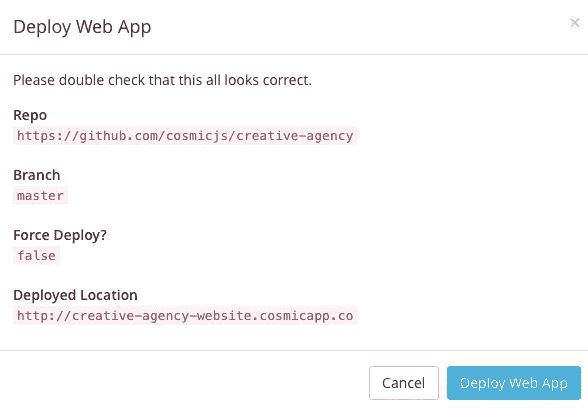 Deploy Web App
×
Please double check that this all looks correct.
Repo
https://github.com/cosmicjs/creative-agency
Branch
master
Force Deploy?
false
Deployed Location
http://creative-agency-website.cosmicapp.co
Cancel
Deploy Web App